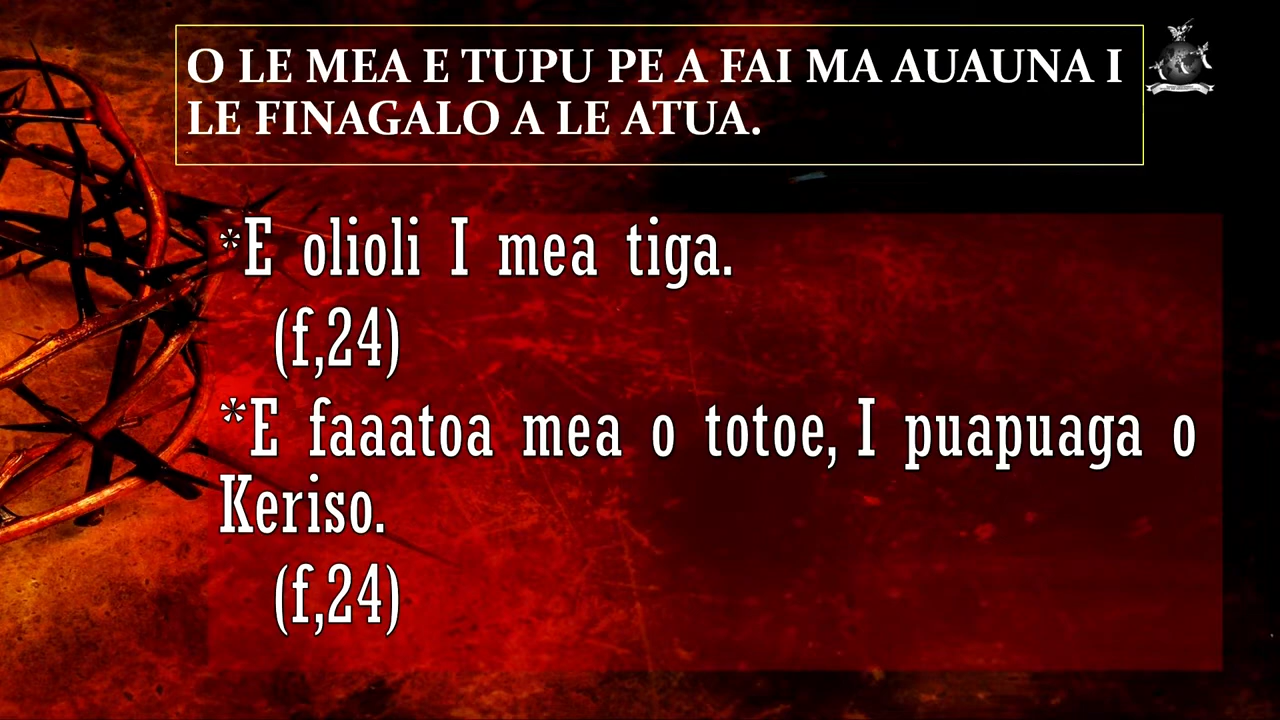 O LE MEA E TUPU PE A FAI MA AUAUNA I
LE FINAGALO A LE ATUA.
*E olioli I mea tiga.
(f,24)
*E faaatoa mea o totoe, I puapuaga o
Keriso.
(f,24)